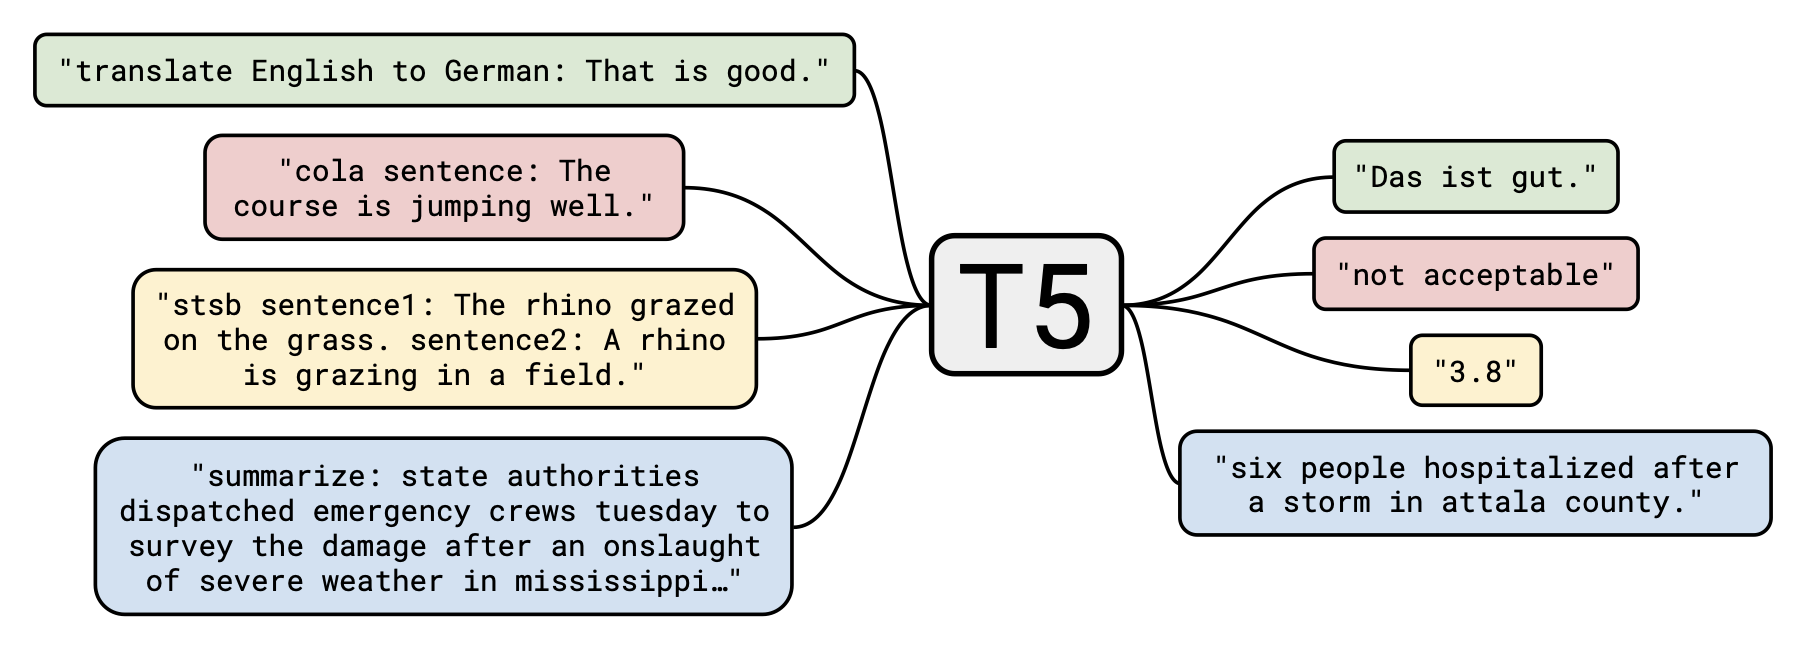 "translate English to German: That is good."
"cola sentence: The
course is jumping well."
"stsb sentence1: The rhino grazed
on the grass. sentence2: A rhino
is grazing in a field."
"summarize: state authorities
dispatched emergency crews tuesday to
survey the damage after an onslaught
of severe weather in mississippi…"
T5
"Das ist gut."
"not acceptable"
"3.8"
"six people hospitalized after
a storm in attala county."